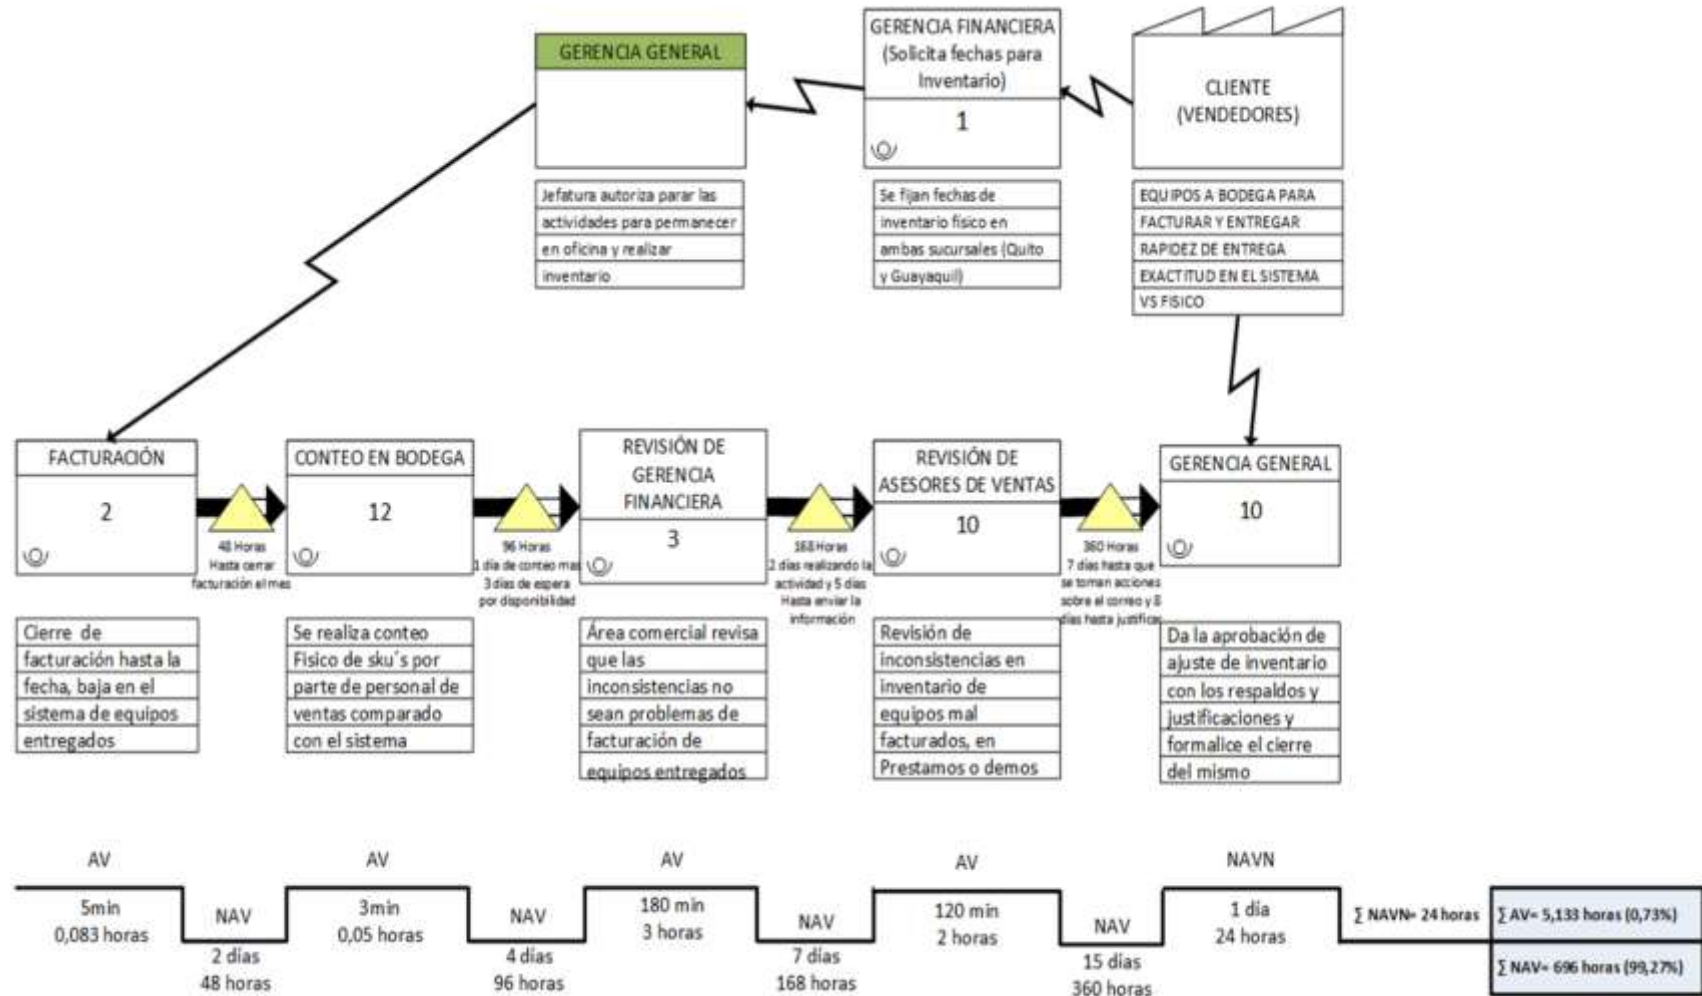 GERENCIA GENERAL
GERENCIA FINANCIERA
(Solicita fechas para
Inventario)
1
CLIENTE
(VENDEDORES)
Jefatura autoriza parar las
actividades para permanecer
en oficina y realizar
inventario
Se fijan fechas de
inventario físico en
ambas sucursales (Quito
y Guayaquil)
EQUIPOS A BODEGA PARA
FACTURAR Y ENTREGAR
RAPIDEZ DE ENTREGA
EXACTITUD EN EL SISTEMA
VS FISICO
FACTURACIÓN
2
CONTEO EN BODEGA
12
REVISIÓN DE
GERENCIA
FINANCIERA
3
REVISIÓN DE
ASESORES DE VENTAS
10
GERENCIA GENERAL
10
48 Horas
Hasta cerrar
facturación el mes
96 Horas
1 día de conteo mas
3 días de espera
por disponibilidad
168 Horas
2 días realizando la
actividad y 5 días
Hasta enviar la
información
360 Horas
7 días hasta que
se toman acciones
sobre el correo y 8
días hasta justificar
Cierre de
facturación hasta la
fecha, baja en el
sistema de equipos
entregados
Se realiza conteo
Fisico de sku´s por
parte de personal de
ventas comparado
con el sistema
Área comercial revisa
que las
inconsistencias no
sean problemas de
facturación de
equipos entregados
Revisión de
inconsistencias en
inventario de
equipos mal
facturados, en
Prestamos o demos
Da la aprobación de
ajuste de inventario
con los respaldos y
justificaciones y
formalice el cierre
del mismo
AV
5min
0,083 horas
NAV
2 días
48 horas
AV
3min
0,05 horas
NAV
4 días
96 horas
AV
180 min
3 horas
NAV
7 días
168 horas
AV
120 min
2 horas
NAV
15 días
360 horas
NAVN
1 día
24 horas
∑ NAVN= 24 horas
∑ AV= 5,133 horas (0,73%)
∑ NAV= 696 horas (99,27%)